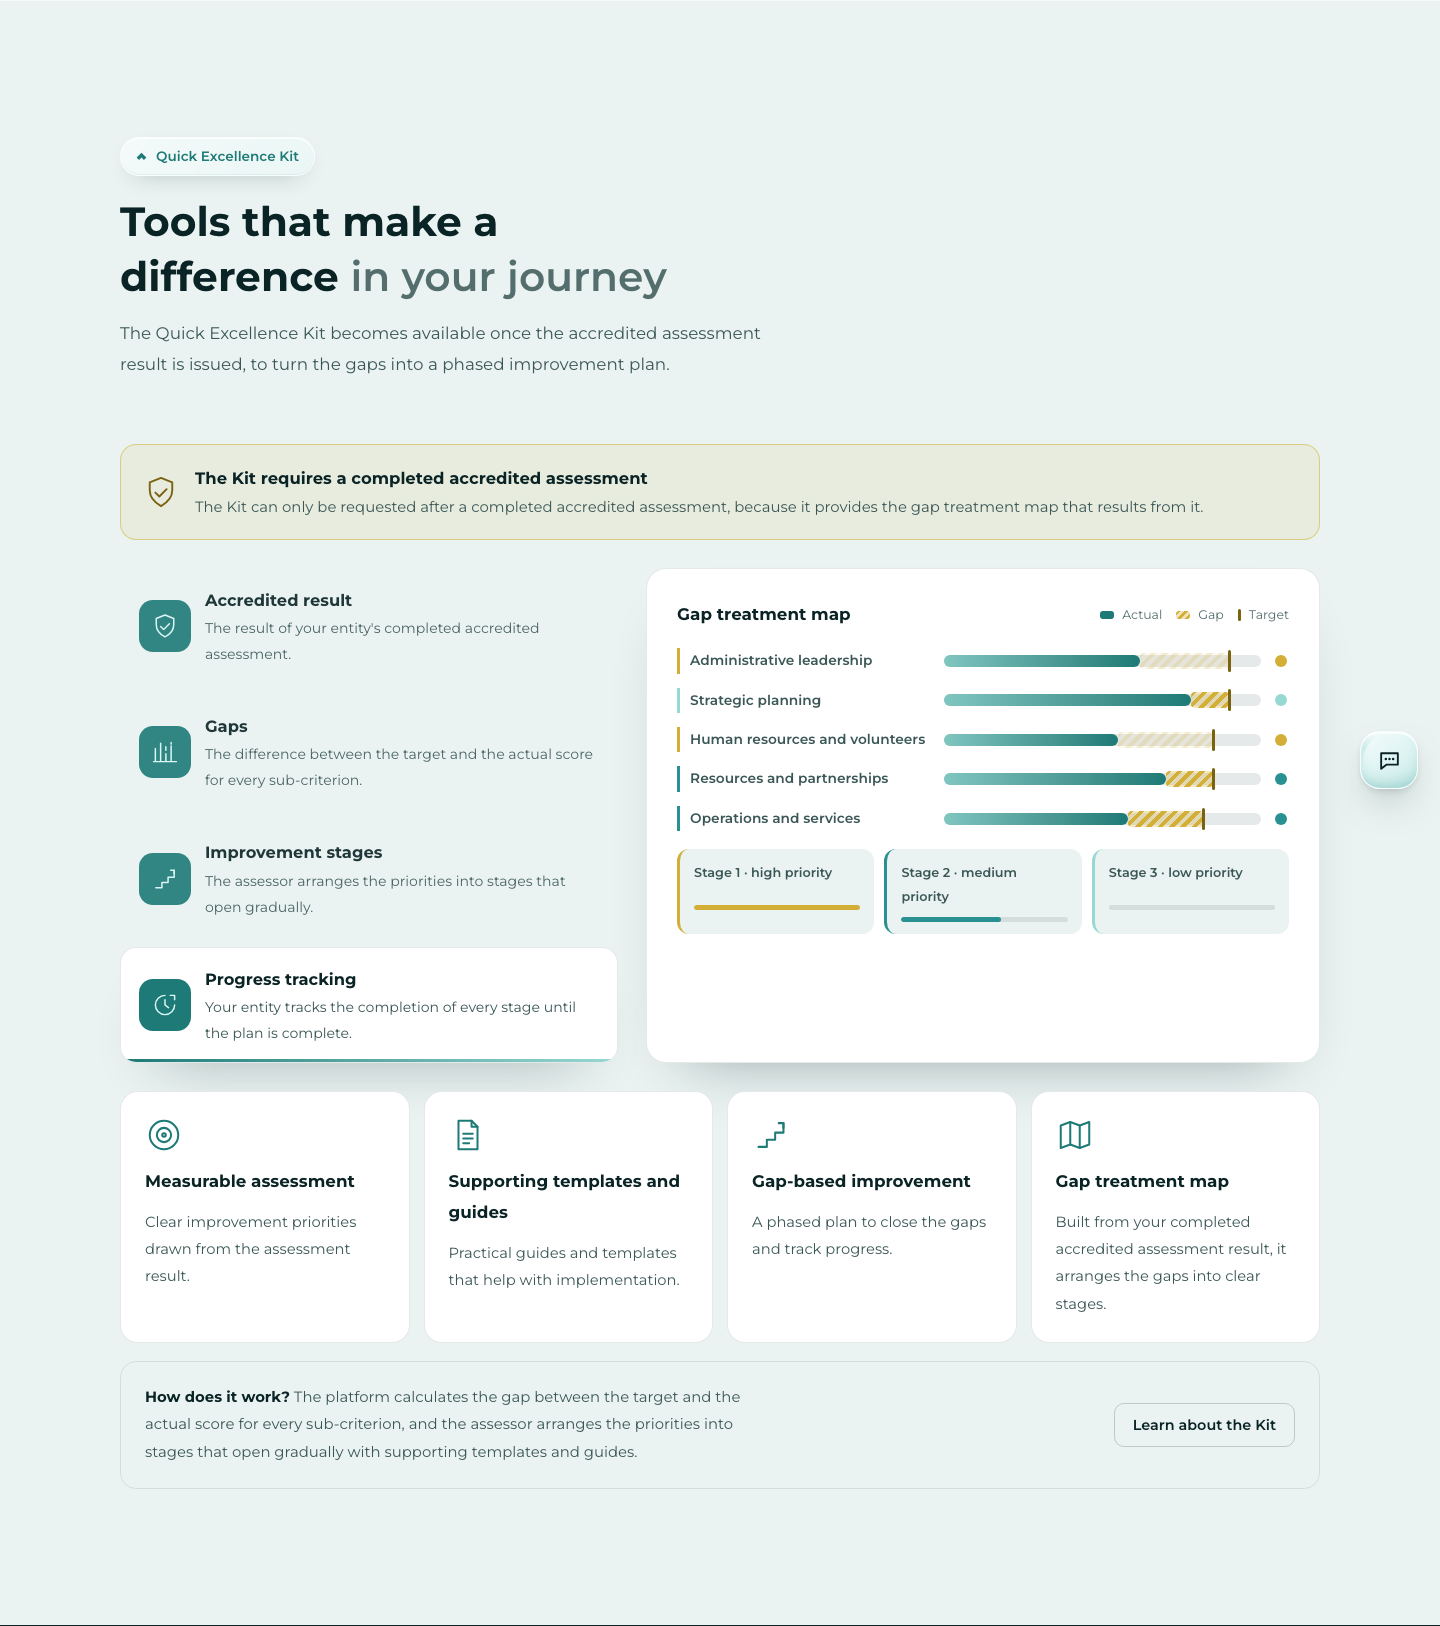 Quick Excellence Kit
Tools that make a
difference in your journey
The Quick Excellence Kit becomes available once the accredited assessment
result is issued, to turn the gaps into a phased improvement plan.
The Kit requires a completed accredited assessment
The Kit can only be requested after a completed accredited assessment, because it provides the gap treatment map that results from it.
Accredited result
The result of your entity's completed accredited
assessment.
Gaps
The difference between the target and the actual score
for every sub-criterion.
Improvement stages
The assessor arranges the priorities into stages that
open gradually.
Progress tracking
Your entity tracks the completion of every stage until
the plan is complete.
Gap treatment map
Actual
Gap
Target
Administrative leadership
Strategic planning
Human resources and volunteers
Resources and partnerships
Operations and services
Stage 1 · high priority
Stage 2 · medium
priority
Stage 3 · low priority
Measurable assessment
Clear improvement priorities
drawn from the assessment
result.
Supporting templates and
guides
Practical guides and templates
that help with implementation.
Gap-based improvement
A phased plan to close the gaps
and track progress.
Gap treatment map
Built from your completed
accredited assessment result, it
arranges the gaps into clear
stages.
How does it work? The platform calculates the gap between the target and the
actual score for every sub-criterion, and the assessor arranges the priorities into
stages that open gradually with supporting templates and guides.
Learn about the Kit